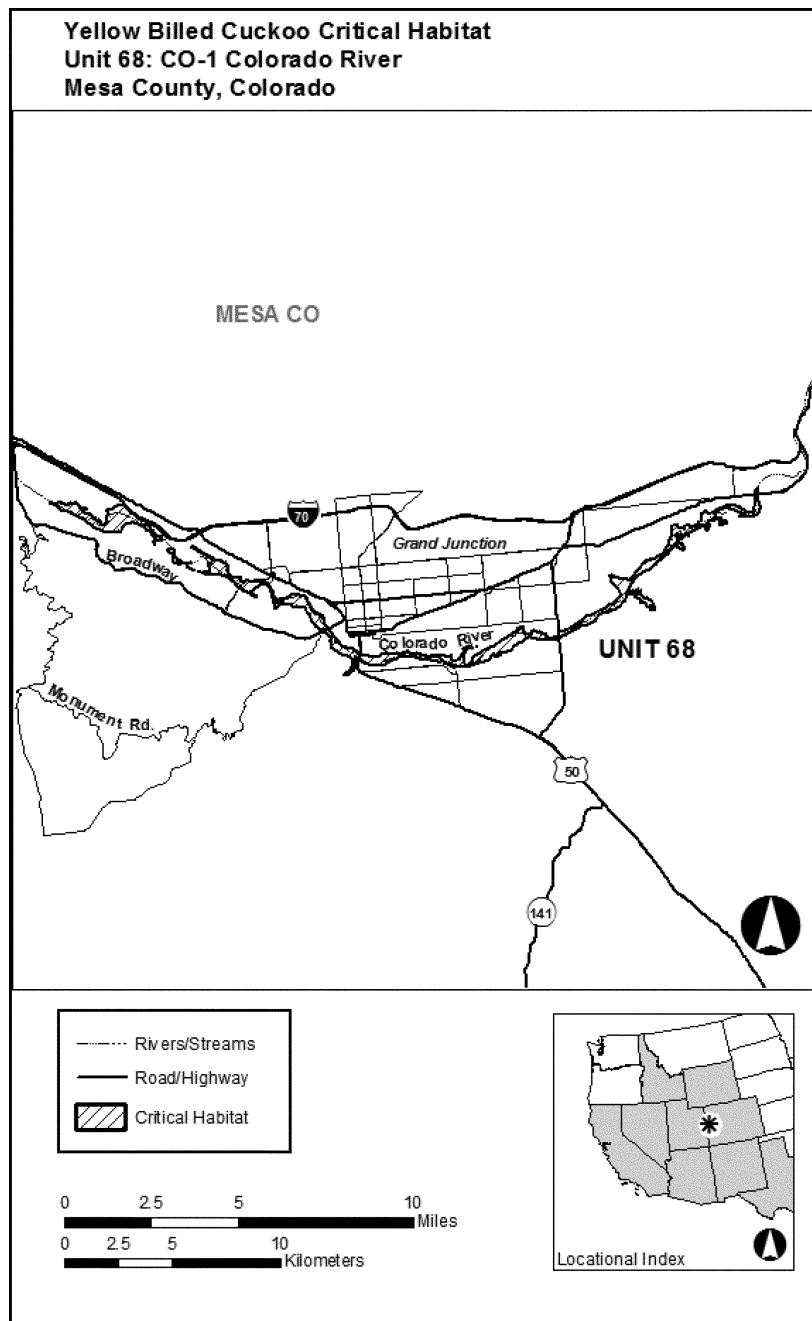 Yellow Billed Cuckoo Critical Habitat
Unit 68: CO-1 Colorado River
Mesa County, Colorado
MESA CO
70
Grand Junction
Broadway
Colorado River
UNIT 68
Monument Rd.
50
141
Rivers/Streams
Road/Highway
Critical Habitat
0 2.5 5 10
Miles
0 2.5 5 10
Kilometers
Locational Index